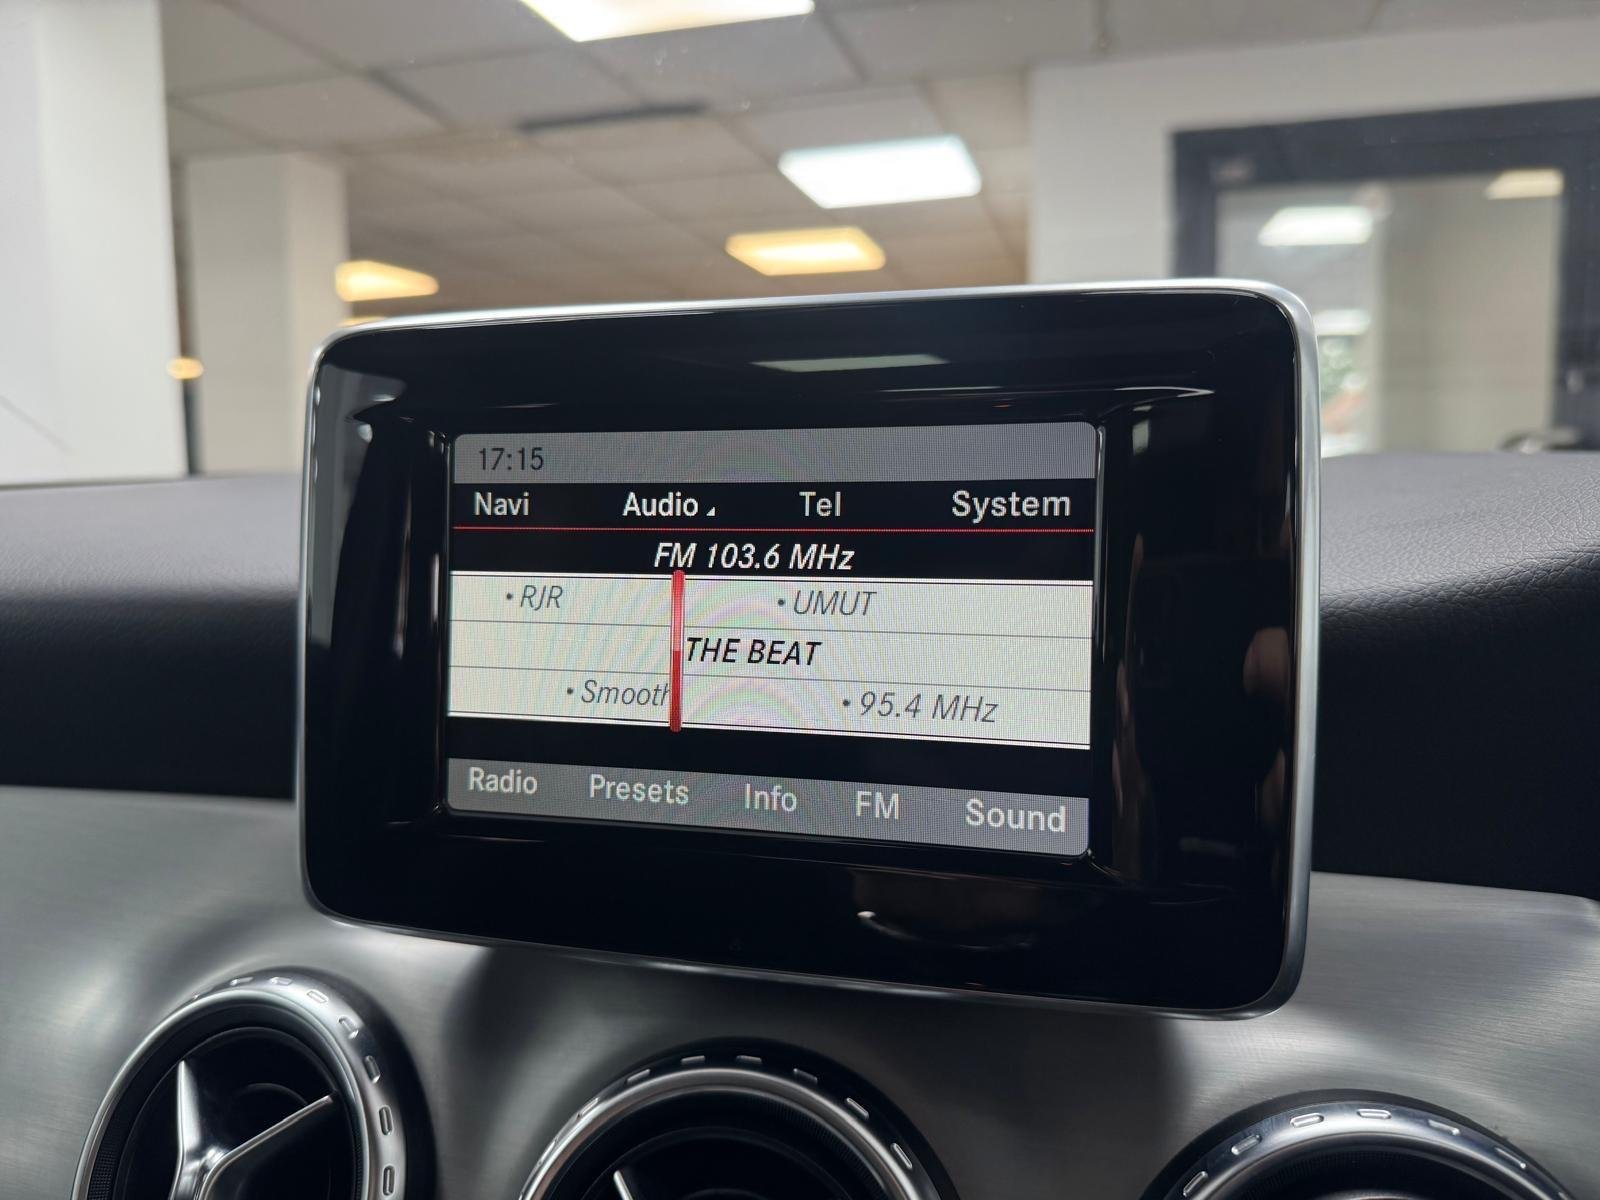 17:15
Navi Audio Tel System
FM 103.6 MHz
• RJR • UMUT
THE BEAT
• Smooth • 95.4 MHz
Radio Presets Info FM Sound